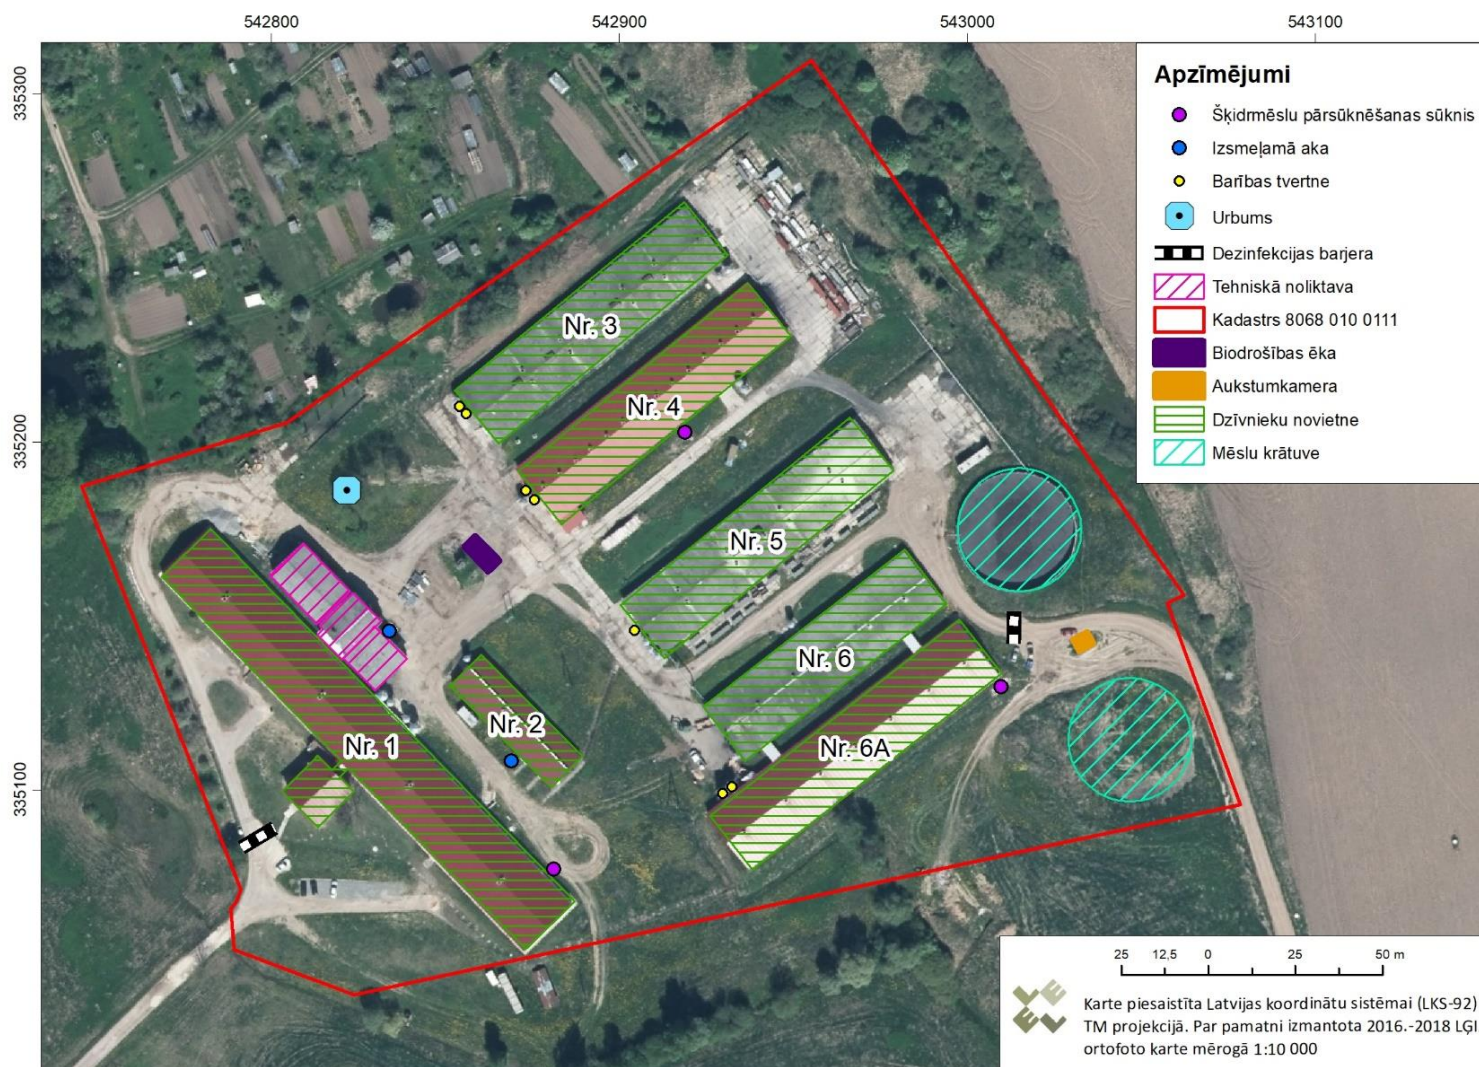 542800
542900
543000
543100
335300
335200
335100
Apzīmējumi
Šķidrmēslu pārsūknēšanas sūknis
Izsmeļamā aka
Barības tvertne
Urbums
Dezinfekcijas barjera
Tehniskā noliktava
Kadastrs 8068 010 0111
Biodrošības ēka
Aukstumkamera
Dzīvnieku novietne
Mēslu krātuve
Nr. 3
Nr. 4
Nr. 5
Nr. 6
Nr. 2
Nr. 1
Nr. 6A
25 12,5 0 25 50 m
Karte piesaistīta Latvijas koordinātu sistēmai (LKS-92)
TM projekcijā. Par pamatni izmantota 2016.-2018 LĢI
ortofoto karte mērogā 1:10 000